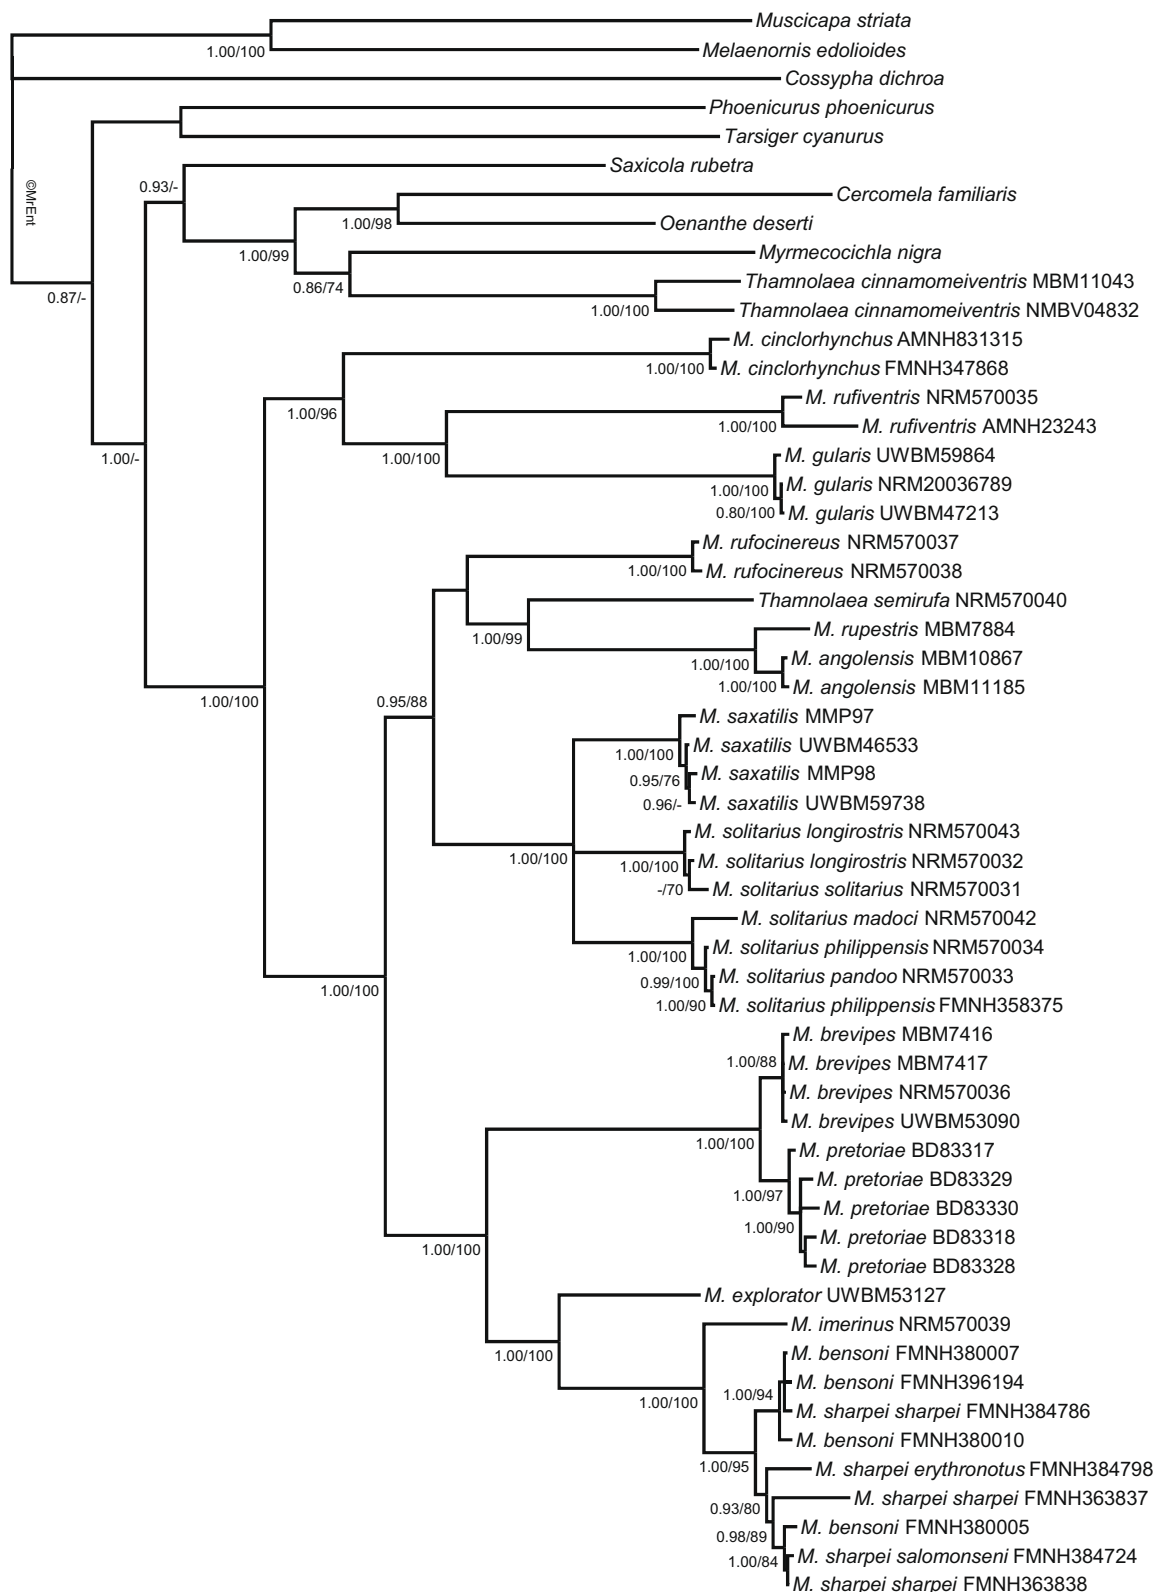 Muscicapa striata
1.00/100
Melaenornis edolioides
Cossypha dichroa
Phoenicurus phoenicurus
Tarsiger cyanurus
©MrEnt
Saxicola rubetra
0.93/-
Cercomela familiaris
1.00/98
Oenanthe deserti
1.00/99
Myrmecocichla nigra
0.86/74
Thamnolaea cinnamomeiventris MBM11043
0.87/-
1.00/100
Thamnolaea cinnamomeiventris NMBV04832
M. cinclorhynchus AMNH831315
1.00/100
M. cinclorhynchus FMNH347868
M. rufiventris NRM570035
1.00/96
1.00/100
M. rufiventris AMNH23243
M. gularis UWBM59864
1.00/-
1.00/100
M. gularis NRM20036789
1.00/100
0.80/100
M. gularis UWBM47213
M. rufocinereus NRM570037
1.00/100
M. rufocinereus NRM570038
Thamnolaea semirufa NRM570040
M. rupestris MBM7884
1.00/99
M. angolensis MBM10867
1.00/100
1.00/100
M. angolensis MBM11185
1.00/100
0.95/88
M. saxatilis MMP97
M. saxatilis UWBM46533
1.00/100
M. saxatilis MMP98
0.95/76
M. saxatilis UWBM59738
0.96/-
M. solitarius longirostris NRM570043
1.00/100
M. solitarius longirostris NRM570032
1.00/100
M. solitarius solitarius NRM570031
-/70
M. solitarius madoci NRM570042
M. solitarius philippensis NRM570034
1.00/100
M. solitarius pandoo NRM570033
0.99/100
1.00/100
M. solitarius philippensis FMNH358375
1.00/90
M. brevipes MBM7416
1.00/88
M. brevipes MBM7417
M. brevipes NRM570036
M. brevipes UWBM53090
1.00/100
M. pretoriae BD83317
M. pretoriae BD83329
1.00/97
M. pretoriae BD83330
1.00/90
M. pretoriae BD83318
1.00/100
M. pretoriae BD83328
M. explorator UWBM53127
M. imerinus NRM570039
M. bensoni FMNH380007
1.00/100
M. bensoni FMNH396194
1.00/94
1.00/100
M. sharpei sharpei FMNH384786
M. bensoni FMNH380010
1.00/95
M. sharpei erythronotus FMNH384798
M. sharpei sharpei FMNH363837
0.93/80
M. bensoni FMNH380005
0.98/89
M. sharpei salomonseni FMNH384724
1.00/84
M. sharpei sharpei FMNH363838